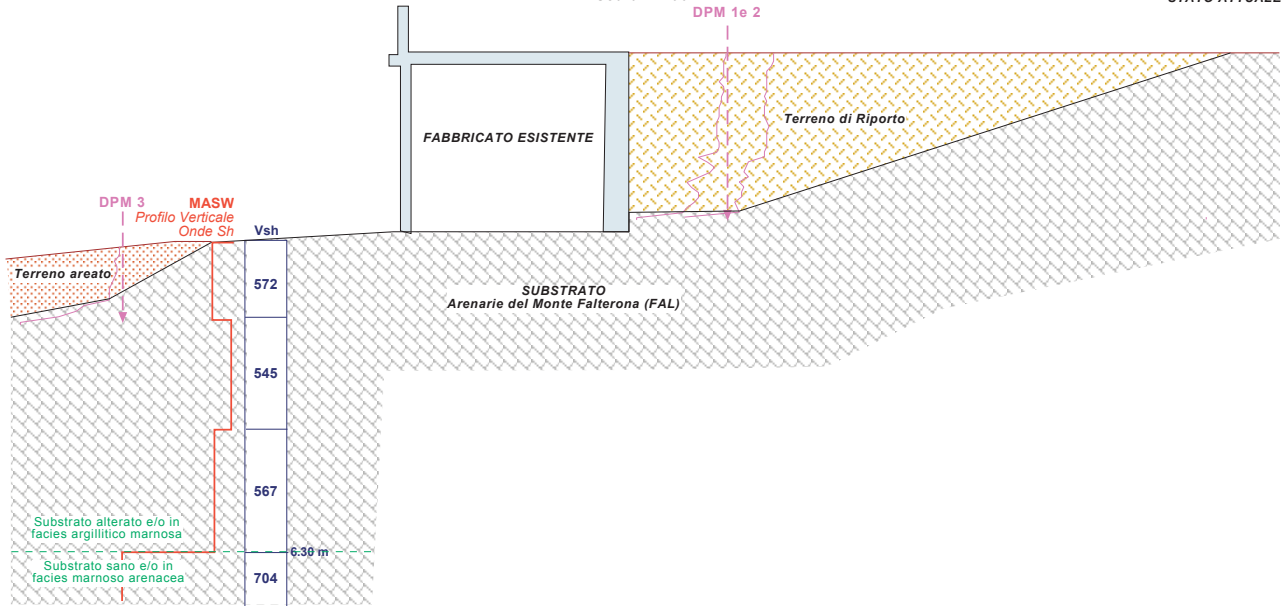 DPM 1e 2
FABBRICATO ESISTENTE
Terreno di Riporto
DPM 3
MASW
Profilo Verticale
Onde Sh
Vsh
Terreno areato
572
SUBSTRATO
Arenarie del Monte Falterona (FAL)
545
567
Substrato alterato e/o in
facies argillitico marnosa
6.30 m
Substrato sano e/o in
facies marnoso arenacea
704